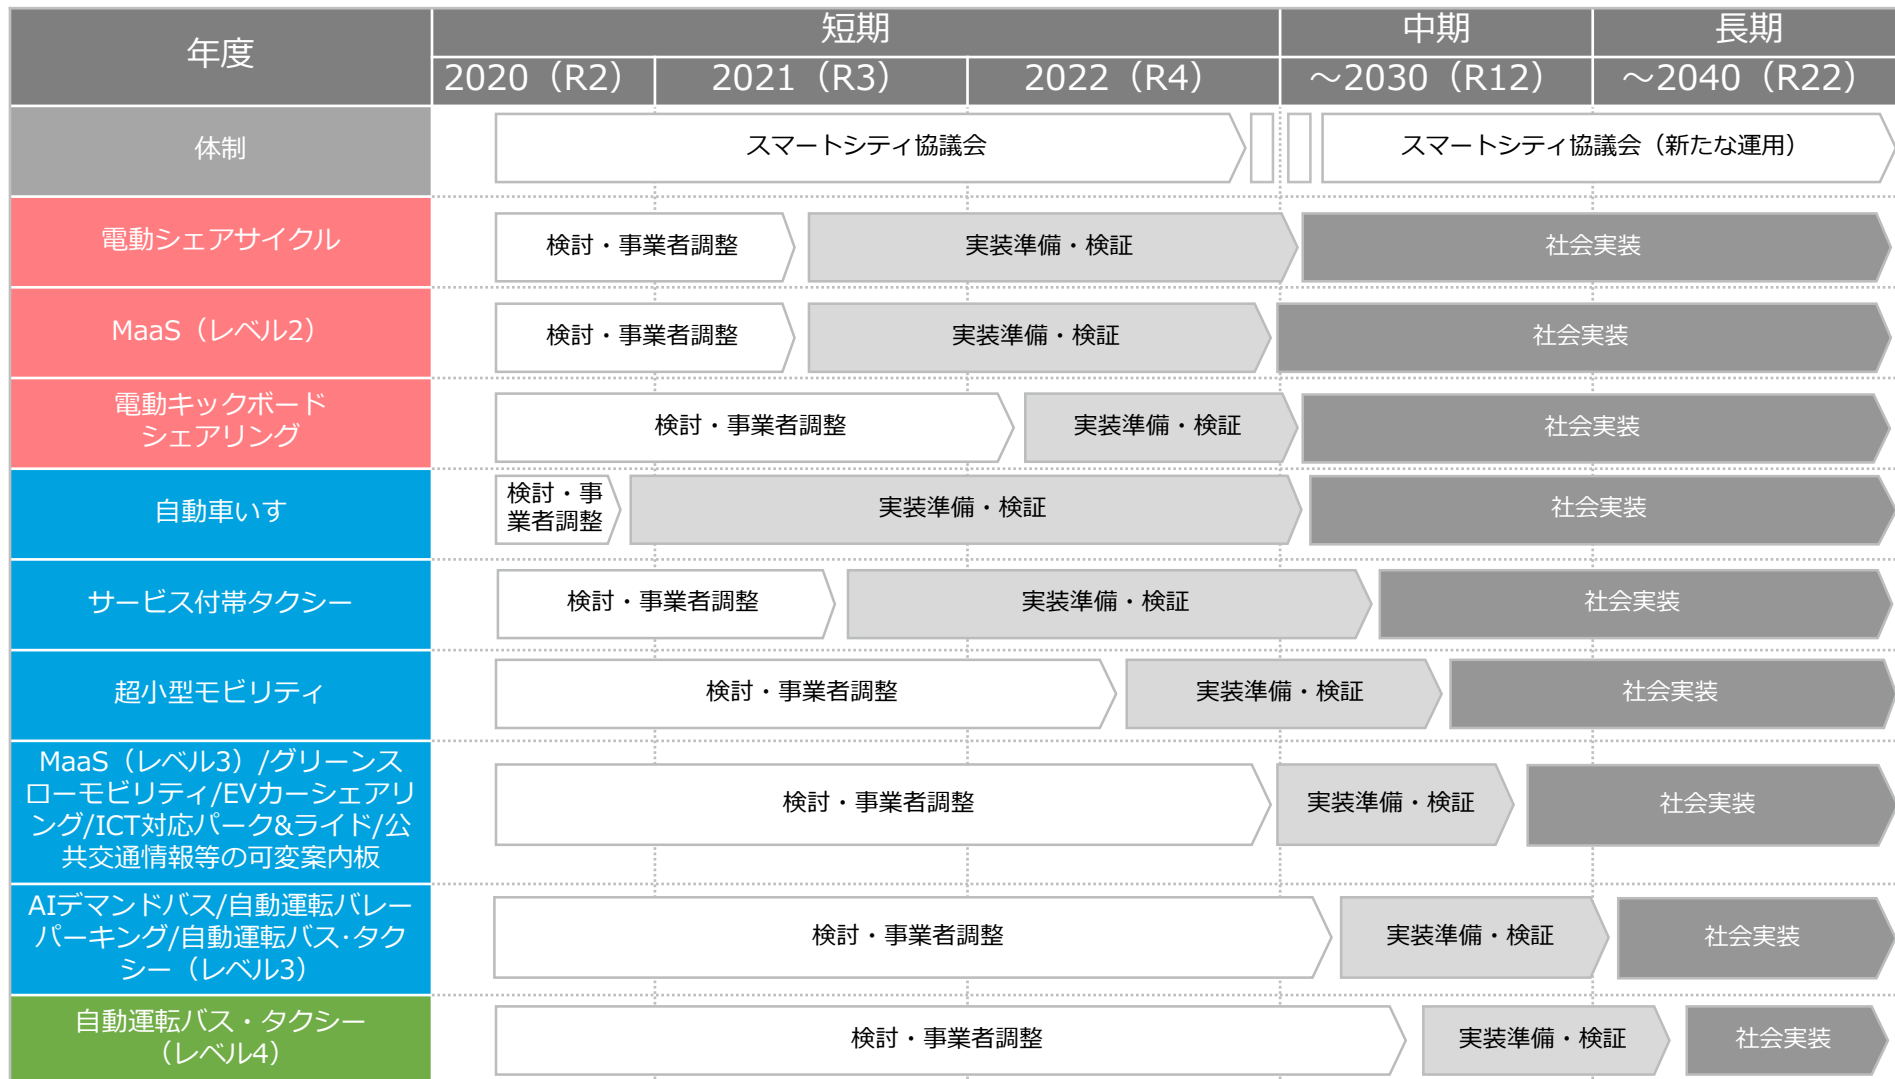 年度
短期
中期
長期
2020（R2）
2021（R3）
2022（R4）
～2030（R12）
～2040（R22）
体制
スマートシティ協議会
スマートシティ協議会（新たな運用）
電動シェアサイクル
検討・事業者調整
実装準備・検証
社会実装
MaaS（レベル2）
検討・事業者調整
実装準備・検証
社会実装
電動キックボード
シェアリング
検討・事業者調整
実装準備・検証
社会実装
自動車いす
検討・事
業者調整
実装準備・検証
社会実装
サービス付帯タクシー
検討・事業者調整
実装準備・検証
社会実装
超小型モビリティ
検討・事業者調整
実装準備・検証
社会実装
MaaS（レベル3）/グリーンス
ローモビリティ/EVカーシェアリ
ング/ICT対応パーク&ライド/公
共交通情報等の可変案内板
検討・事業者調整
実装準備・検証
社会実装
AIデマンドバス/自動運転バレー
パーキング/自動運転バス･タク
シー（レベル3）
検討・事業者調整
実装準備・検証
社会実装
自動運転バス・タクシー
（レベル4）
検討・事業者調整
実装準備・検証
社会実装